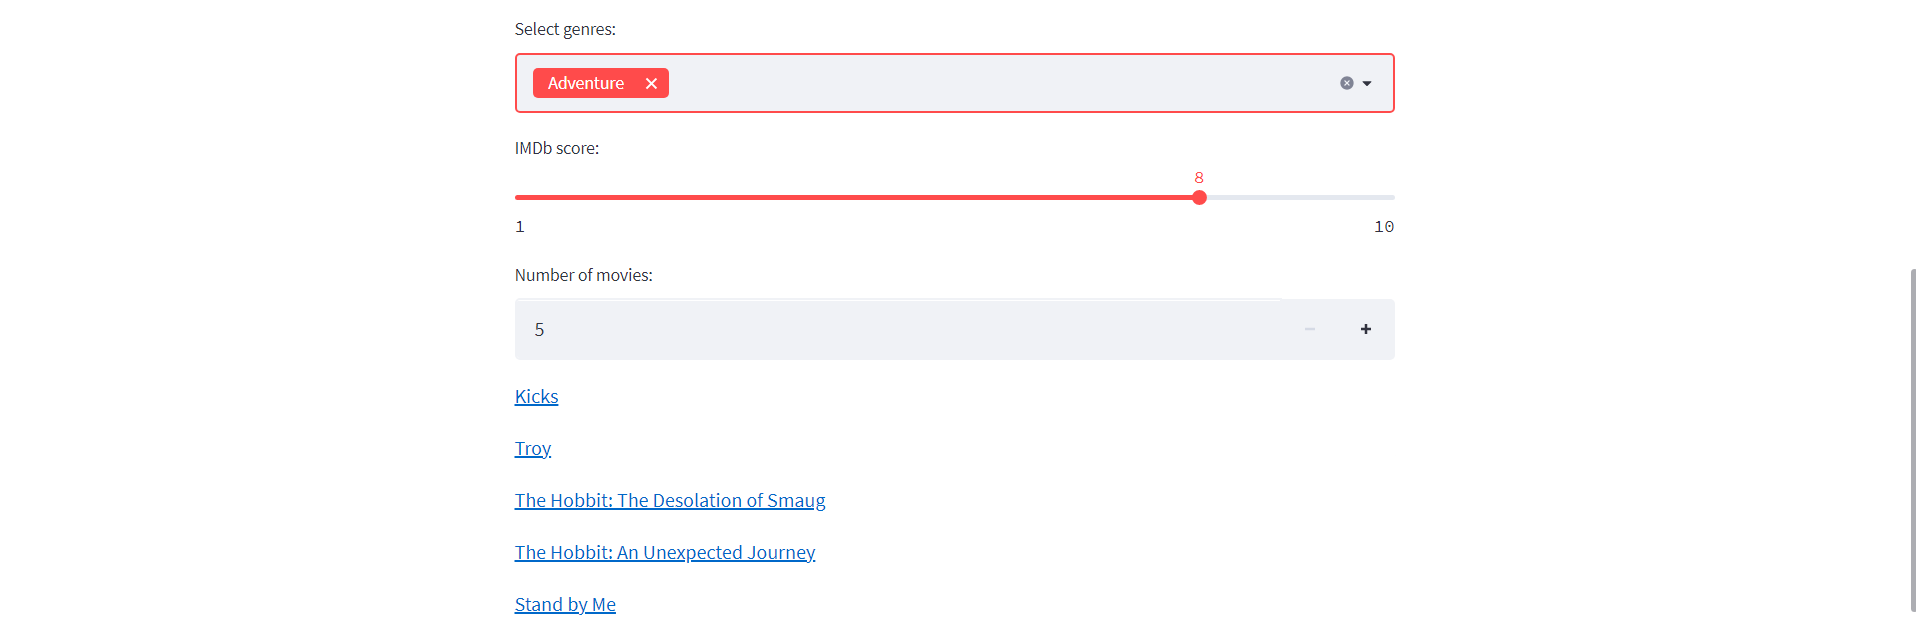 Select genres:
Adventure
IMDb score:
8
1 10
Number of movies:
5
Kicks
Troy
The Hobbit: The Desolation of Smaug
The Hobbit: An Unexpected Journey
Stand by Me